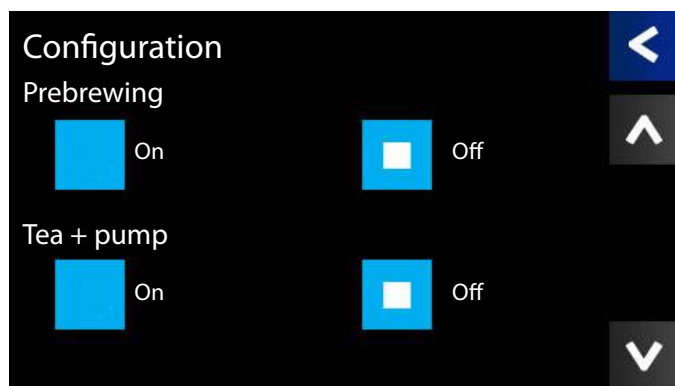 Configuration
Prebrewing
On Off
Tea + pump
On Off